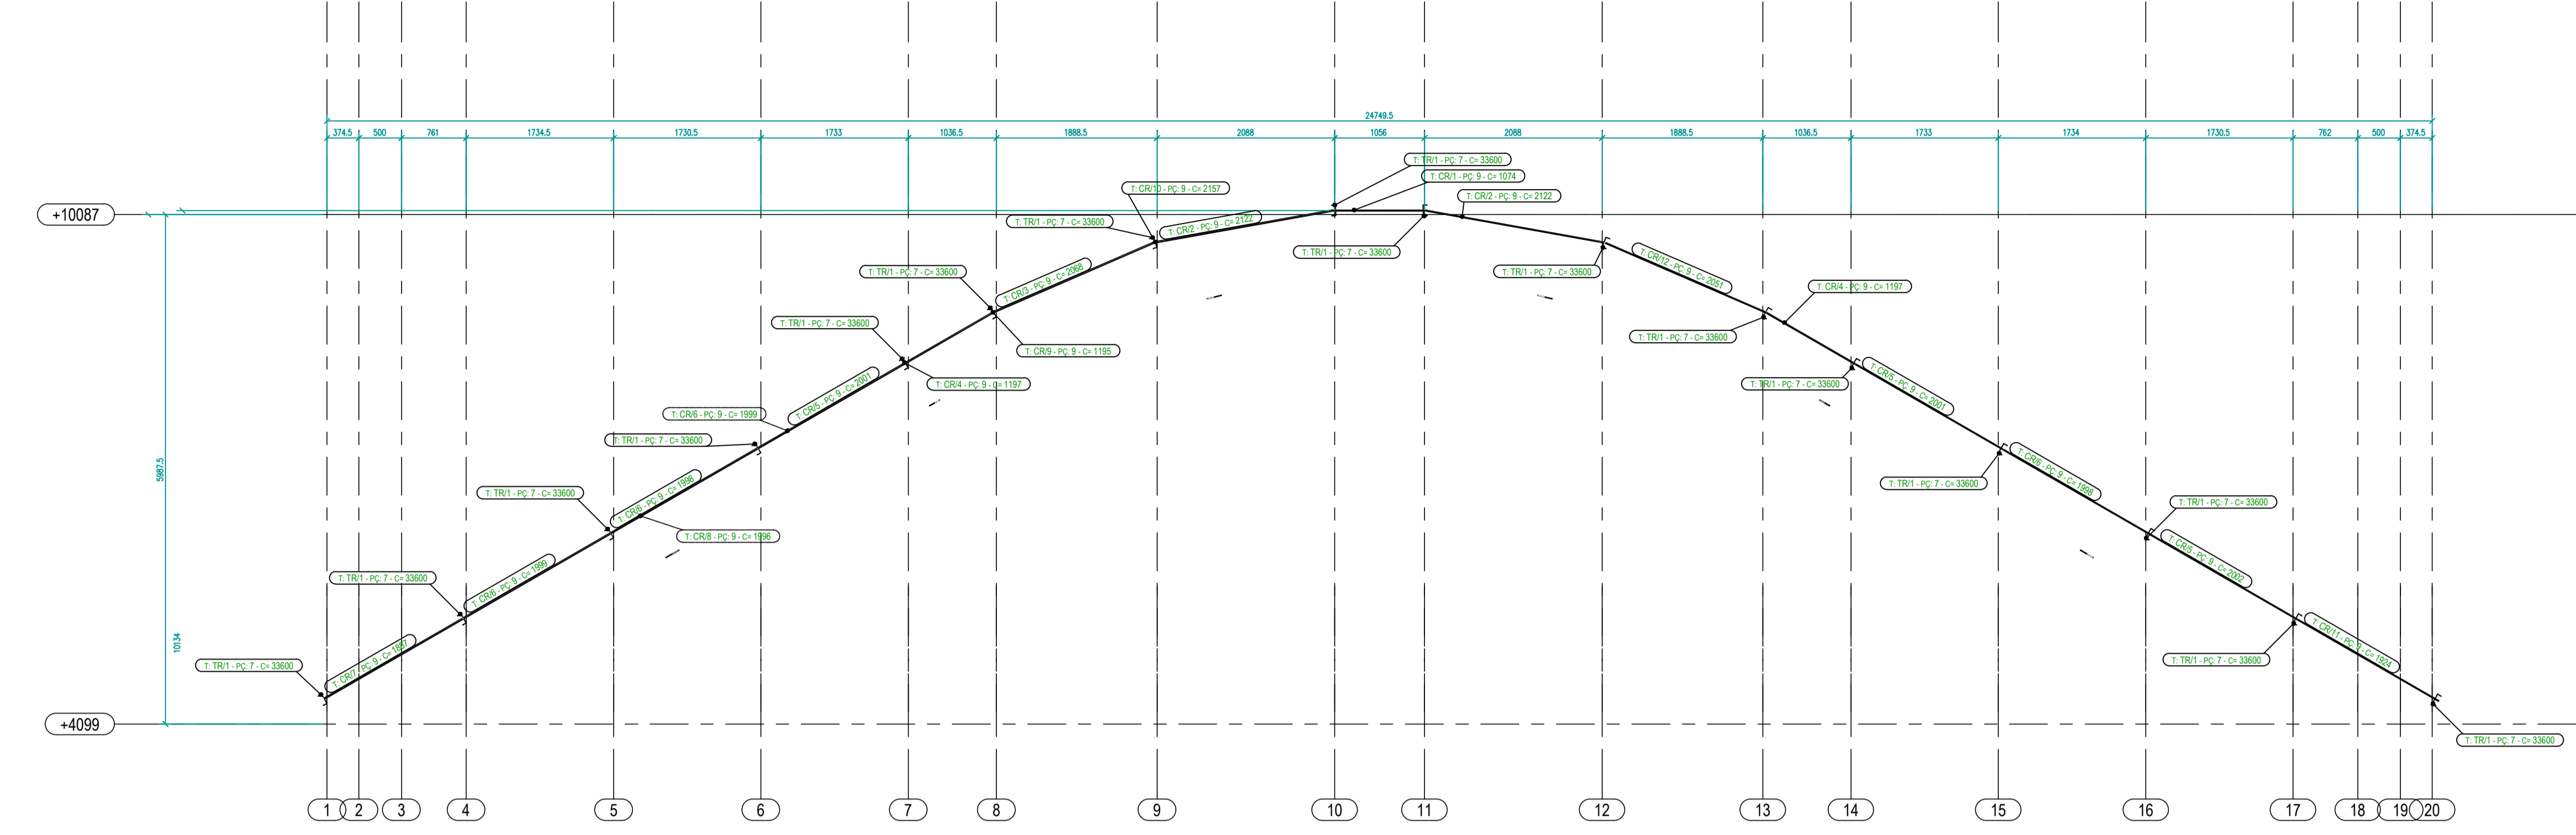 24749.5
374.5 500 761 1734.5 1730.5 1733 1036.5 1888.5 2088 1056 2088 1888.5 1036.5 1733 1734 1730.5 762 500 374.5
T: TR/1 - PÇ: 7 - C= 33600
T: CR/1 - PÇ: 9 - C= 1074
T: CR/10 - PÇ: 9 - C= 2157
T: CR/2 - PÇ: 9 - C= 2122
+10087
T: TR/1 - PÇ: 7 - C= 33600
T: CR/2 - PÇ: 9 - C= 2122
T: TR/1 - PÇ: 7 - C= 33600
T: TR/1 - PÇ: 7 - C= 33600
T: TR/1 - PÇ: 7 - C= 33600
T: CR/3 - PÇ: 9 - C= 2068
T: CR/12 - PÇ: 9 - C= 2051
T: CR/4 - PÇ: 9 - C= 1197
T: TR/1 - PÇ: 7 - C= 33600
T: TR/1 - PÇ: 7 - C= 33600
T: CR/9 - PÇ: 9 - C= 1195
T: CR/4 - PÇ: 9 - C= 1197
T: TR/1 - PÇ: 7 - C= 33600
T: CR/5 - PÇ: 9 - C= 2001
T: CR/5 - PÇ: 9 - C= 2001
T: CR/6 - PÇ: 9 - C= 1999
T: TR/1 - PÇ: 7 - C= 33600
5987.5
T: TR/1 - PÇ: 7 - C= 33600
T: CR/6 - PÇ: 9 - C= 1998
T: CR/6 - PÇ: 9 - C= 1998
T: TR/1 - PÇ: 7 - C= 33600
T: TR/1 - PÇ: 7 - C= 33600
T: CR/8 - PÇ: 9 - C= 1996
T: CR/5 - PÇ: 9 - C= 2002
T: TR/1 - PÇ: 7 - C= 33600
T: CR/6 - PÇ: 9 - C= 1999
10134
T: CR/11 - PÇ: 9 - C= 1924
T: TR/1 - PÇ: 7 - C= 33600
T: CR/7 - PÇ: 9 - C= 1887
T: TR/1 - PÇ: 7 - C= 33600
+4099
T: TR/1 - PÇ: 7 - C= 33600
1 2 3 4 5 6 7 8 9 10 11 12 13 14 15 16 17 18 19 20